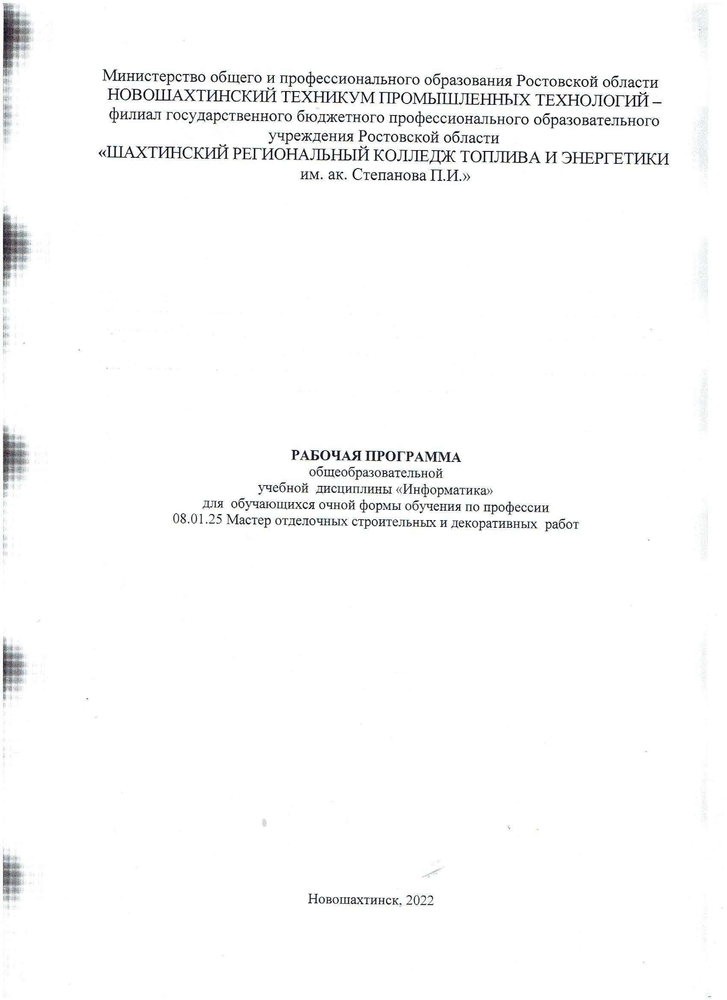 Министерство общего и профессионального образования Ростовской области
НОВОШАХТИНСКИЙ ТЕХНИКУМ ПРОМЫШЛЕННЫХ ТЕХНОЛОГИЙ –
филиал государственного бюджетного профессионального образовательного
учреждения Ростовской области
«ШАХТИНСКИЙ РЕГИОНАЛЬНЫЙ КОЛЛЕДЖ ТОПЛИВА И ЭНЕРГЕТИКИ
им. ак. Степанова П.И.»
РАБОЧАЯ ПРОГРАММА
общеобразовательной
учебной дисциплины «Информатика»
для обучающихся очной формы обучения по профессии
08.01.25 Мастер отделочных строительных и декоративных работ
Новошахтинск, 2022